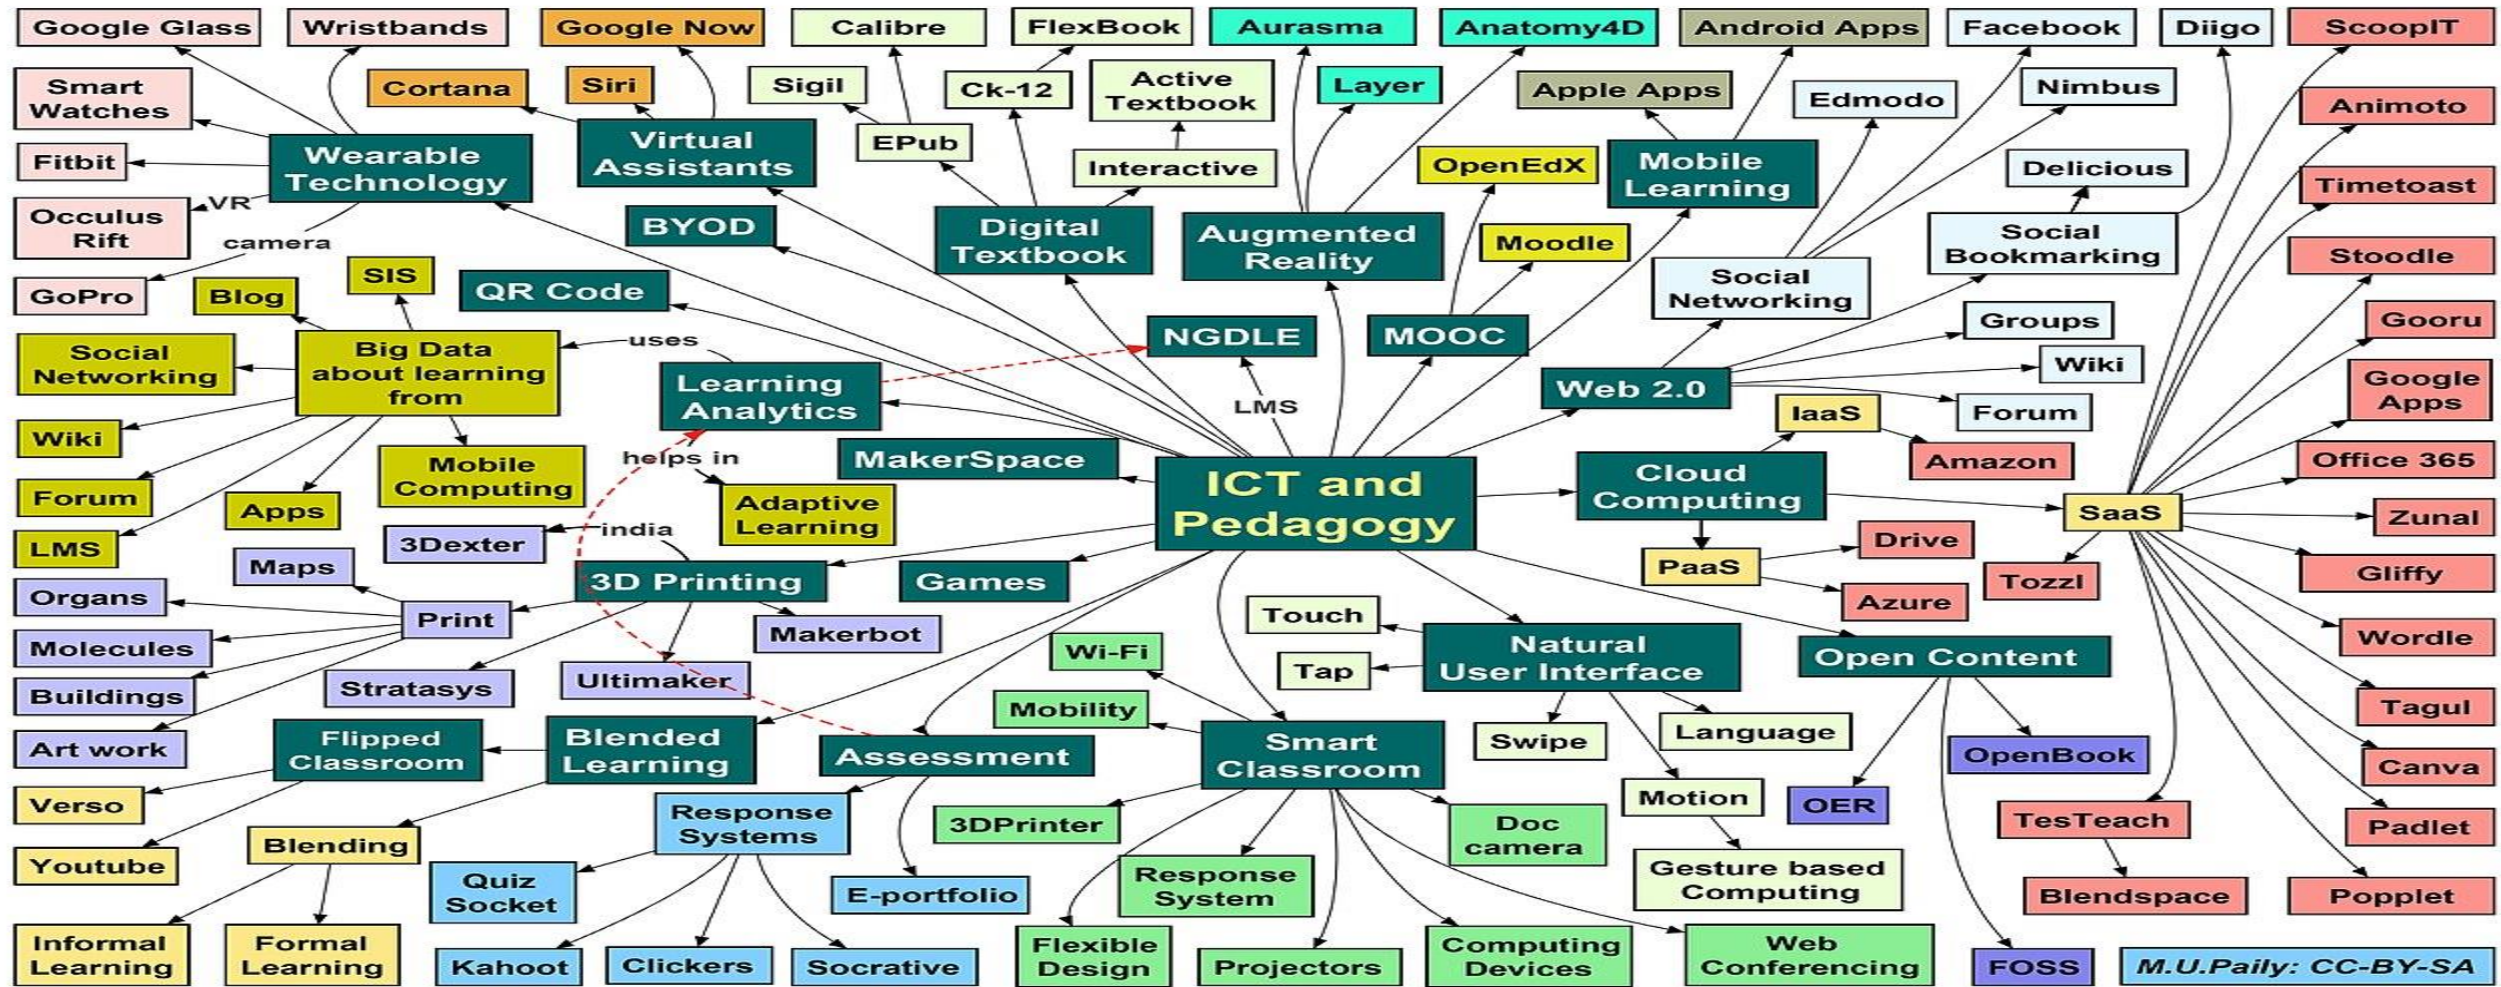 Google Glass
Wristbands
Google Now
Calibre
FlexBook
Aurasma
Anatomy4D
Android Apps
Facebook
Diigo
ScoopIT
Smart
Watches
Cortana
Siri
Sigil
Ck-12
Active
Textbook
Layer
Apple Apps
Edmodo
Nimbus
Animoto
Fitbit
Wearable
Technology
Virtual
Assistants
EPub
Interactive
OpenEdX
Mobile
Learning
Delicious
Timetoast
VR
Occulus
Rift
camera
BYOD
Digital
Textbook
Augmented
Reality
Moodle
Social
Networking
Social
Bookmarking
Stoodle
GoPro
Blog
SIS
QR Code
NGDLE
MOOC
Groups
Gooru
Social
Networking
Big Data
about learning
from
uses
Learning
Analytics
LMS
Web 2.0
Wiki
Forum
Google
Apps
Wiki
Forum
LMS
Apps
Mobile
Computing
helps in
Adaptive
Learning
MakerSpace
ICT and
Pedagogy
Cloud
Computing
IaaS
Amazon
SaaS
Office 365
Zunal
3Dexter
india
Maps
Organs
Print
3D Printing
Games
PaaS
Drive
Azure
Tozzl
Gliffy
Molecules
Buildings
Art work
Stratasys
Ultimaker
Makerbot
Wi-Fi
Mobility
Touch
Tap
Natural
User Interface
Open Content
Wordle
Tagul
Flipped
Classroom
Blended
Learning
Assessment
Smart
Classroom
Swipe
Language
Motion
OpenBook
OER
Canva
Verso
Youtube
Blending
Response
Systems
3DPrinter
Doc
camera
TesTeach
Padlet
Quiz
Socket
E-portfolio
Response
System
Gesture based
Computing
Blendspace
Popplet
Informal
Learning
Formal
Learning
Kahoot
Clickers
Socrative
Flexible
Design
Projectors
Computing
Devices
Web
Conferencing
FOSS
M.U.Paily: CC-BY-SA